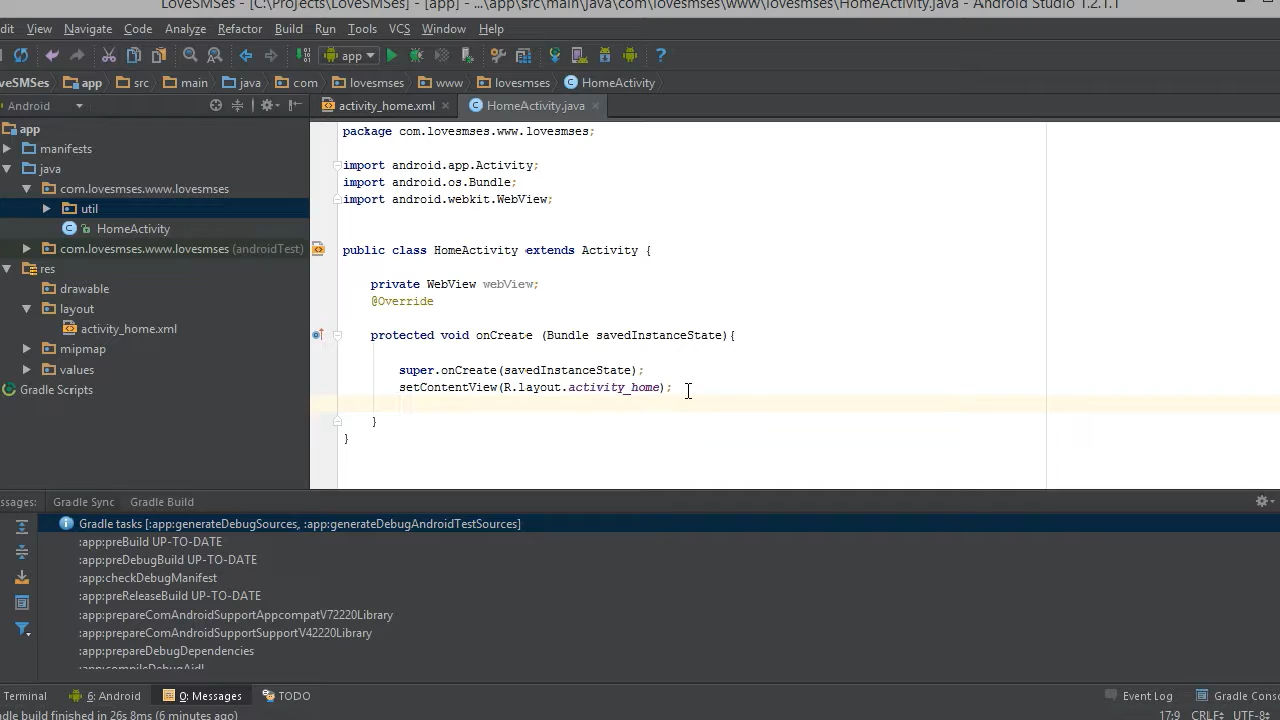 LoveSMSes - [C:\Projects\LoveSMSes] - [app] - ...\app\src\main\java\com\lovesmses\www\lovesmses\HomeActivity.java - Android Studio 1.2.1.1
dit View Navigate Code Analyze Refactor Build Run Tools VCS Window Help
app
veSMSes app src main java com lovesmses www lovesmses HomeActivity
Android activity_home.xml HomeActivity.java
app
manifests
java
com.lovesmses.www.lovesmses
util
HomeActivity
com.lovesmses.www.lovesmses (androidTest)
res
drawable
layout
activity_home.xml
mipmap
values
Gradle Scripts
package com.lovesmses.www.lovesmses;
import android.app.Activity;
import android.os.Bundle;
import android.webkit.WebView;
public class HomeActivity extends Activity {
private WebView webView;
@Override
protected void onCreate (Bundle savedInstanceState){
super.onCreate(savedInstanceState);
setContentView(R.layout.activity_home);
}
}
ssages: Gradle Sync Gradle Build
Gradle tasks [:app:generateDebugSources, :app:generateDebugAndroidTestSources]
:app:preBuild UP-TO-DATE
:app:preDebugBuild UP-TO-DATE
:app:checkDebugManifest
:app:preReleaseBuild UP-TO-DATE
:app:prepareComAndroidSupportAppcompatV72220Library
:app:prepareComAndroidSupportSupportV42220Library
:app:prepareDebugDependencies
:app:compileDebugAidl
Terminal 6: Android 0: Messages TODO Event Log Gradle Conso
dle build finished in 26s 8ms (6 minutes ago) 17:9 CRLF UTF-8